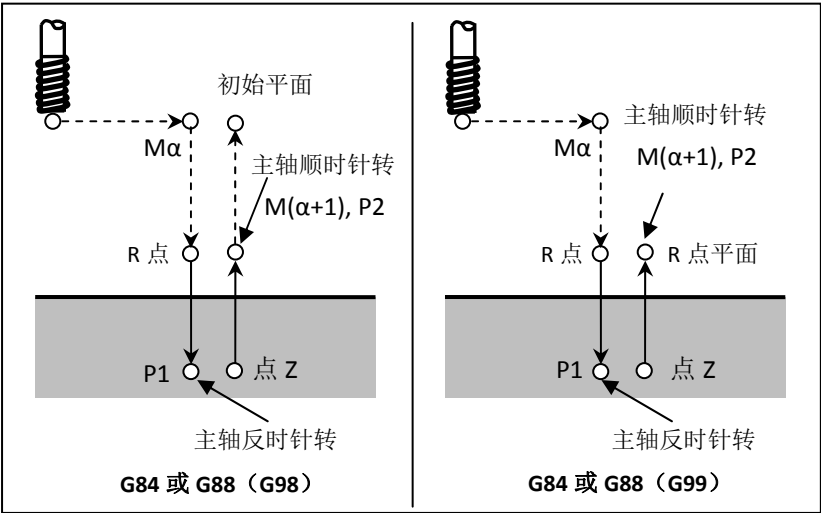 初始平面
Mα
主轴顺时针转
M(α+1), P2
R 点
P1
点 Z
主轴反时针转
G84 或 G88（G98）
主轴顺时针转
Mα
M(α+1), P2
R 点
R 点平面
P1
点 Z
主轴反时针转
G84 或 G88（G99）